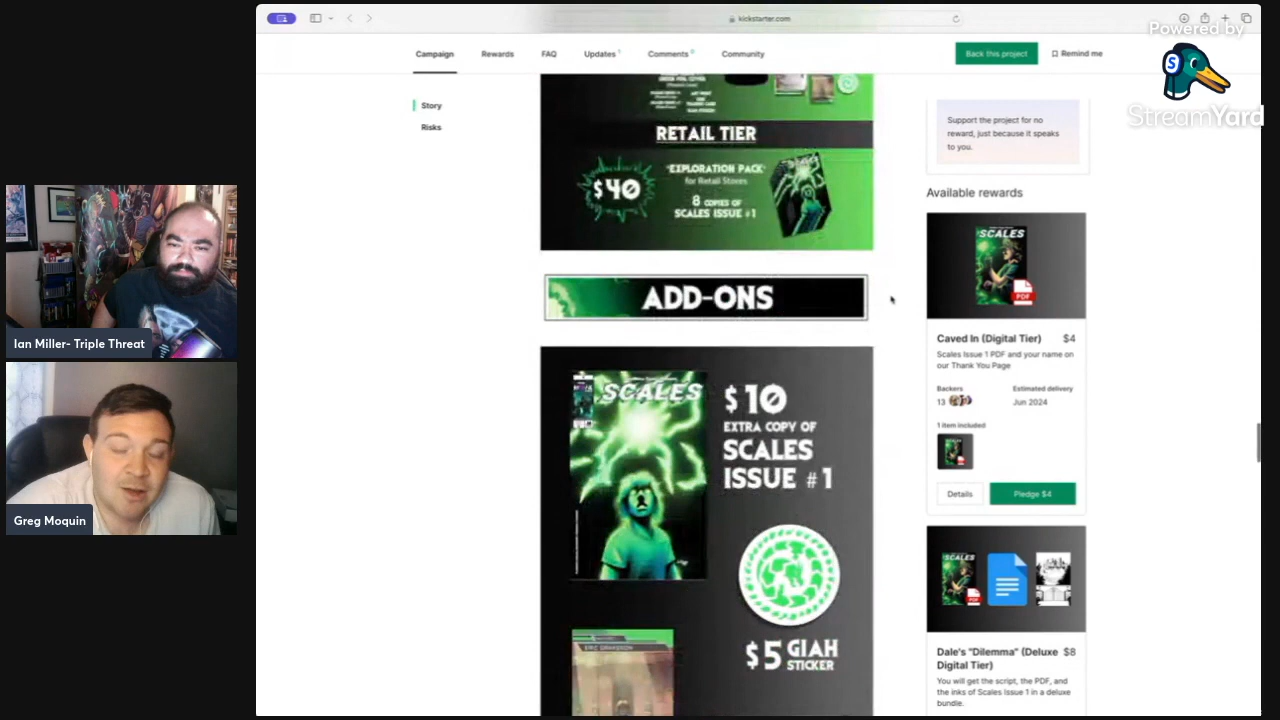 kickstarter.com
Powered by
StreamYard
Campaign
Rewards
FAQ
Updates 1
Comments 0
Community
Back this project
Remind me
Story
Risks
RETAIL TIER
$40
"EXPLORATION PACK"
for Retail Stores
8 COPIES OF
SCALES ISSUE #1
ADD-ONS
SCALES
$10
EXTRA COPY OF
SCALES
ISSUE #1
$5 GIAH
STICKER
ERIC GRANSSON
Support the project for no
reward, just because it speaks
to you.
Available rewards
SCALES
PDF
Caved In (Digital Tier) $4
Scales Issue 1 PDF and your name on
our Thank You Page
Backers
13
Estimated delivery
Jun 2024
1 item included
Details
Pledge $4
SCALES
Dale's "Dilemma" (Deluxe $8
Digital Tier)
You will get the script, the PDF, and
the inks of Scales Issue 1 in a deluxe
bundle.
Ian Miller- Triple Threat
Greg Moquin